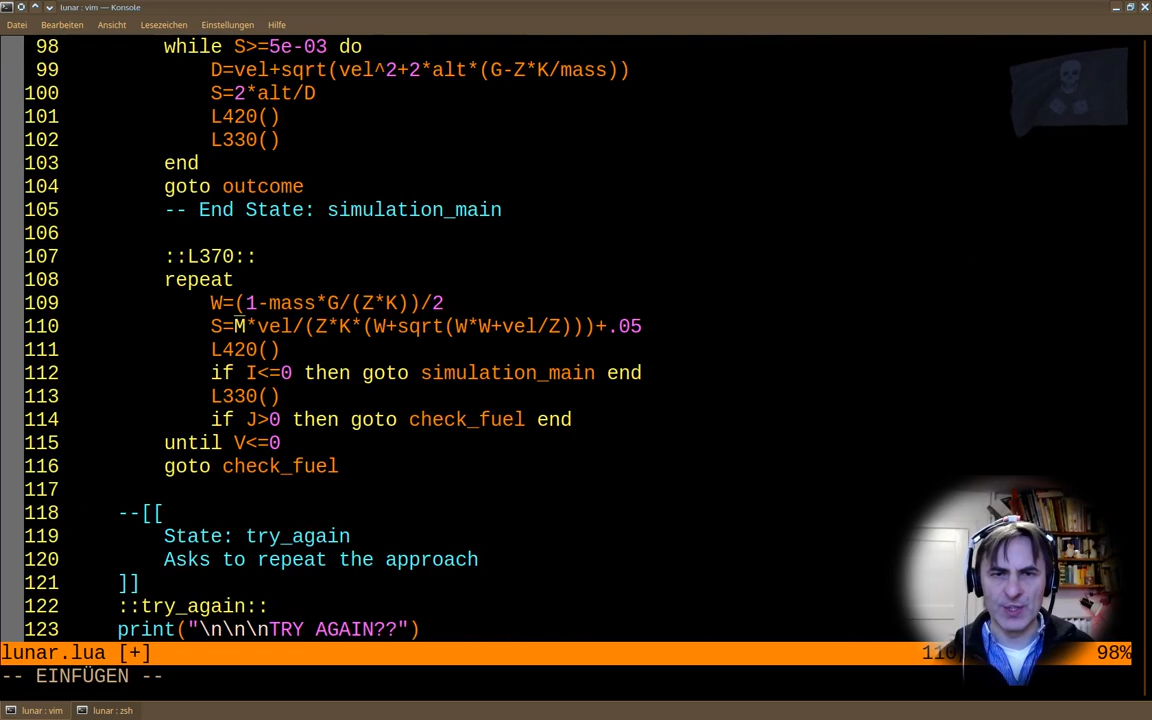 lunar : vim — Konsole
Datei Bearbeiten Ansicht Lesezeichen Einstellungen Hilfe
98 while S>=5e-03 do
99 D=vel+sqrt(vel^2+2*alt*(G-Z*K/mass))
100 S=2*alt/D
101 L420()
102 L330()
103 end
104 goto outcome
105 -- End State: simulation_main
106
107 ::L370::
108 repeat
109 W=(1-mass*G/(Z*K))/2
110 S=M*vel/(Z*K*(W+sqrt(W*W+vel/Z)))+.05
111 L420()
112 if I<=0 then goto simulation_main end
113 L330()
114 if J>0 then goto check_fuel end
115 until V<=0
116 goto check_fuel
117
118 --[[
119 State: try_again
120 Asks to repeat the approach
121 ]]
122 ::try_again::
123 print("\n\n\nTRY AGAIN??")
lunar.lua [+] 98%
-- EINFÜGEN --
lunar : vim lunar : zsh